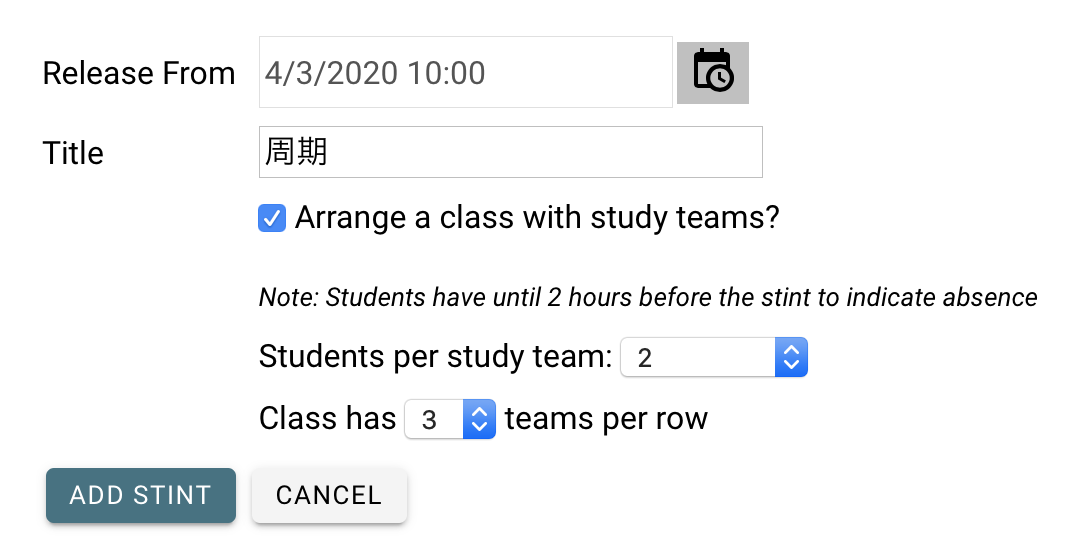 Release From 4/3/2020 10:00
Title 周期
Arrange a class with study teams?
Note: Students have until 2 hours before the stint to indicate absence
Students per study team: 2
Class has 3 teams per row
ADD STINT CANCEL